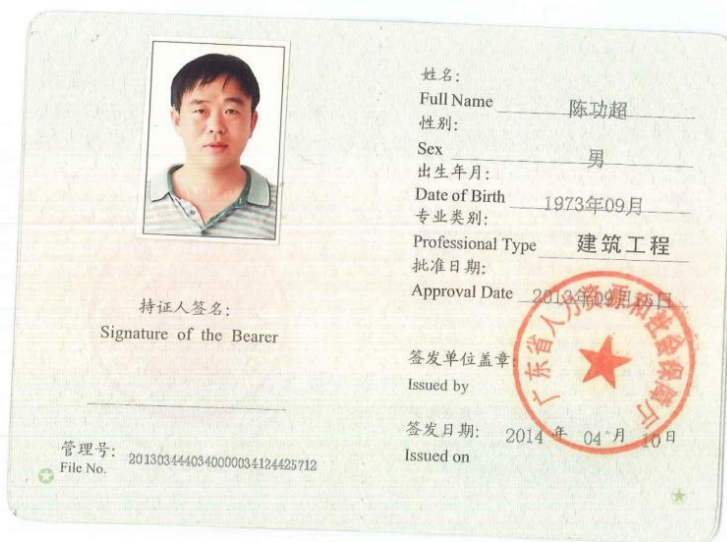 持证人签名:
Signature of the Bearer
管理号:
File No. 2013034440340000034124425712
姓名:
Full Name 陈功超
性别:
Sex 男
出生年月:
Date of Birth 1973年09月
专业类别:
Professional Type 建筑工程
批准日期:
Approval Date 2013年09月15日
广东省人力资源和社会保障厅
签发单位盖章
Issued by
签发日期: 2014 年 04 月 10日
Issued on